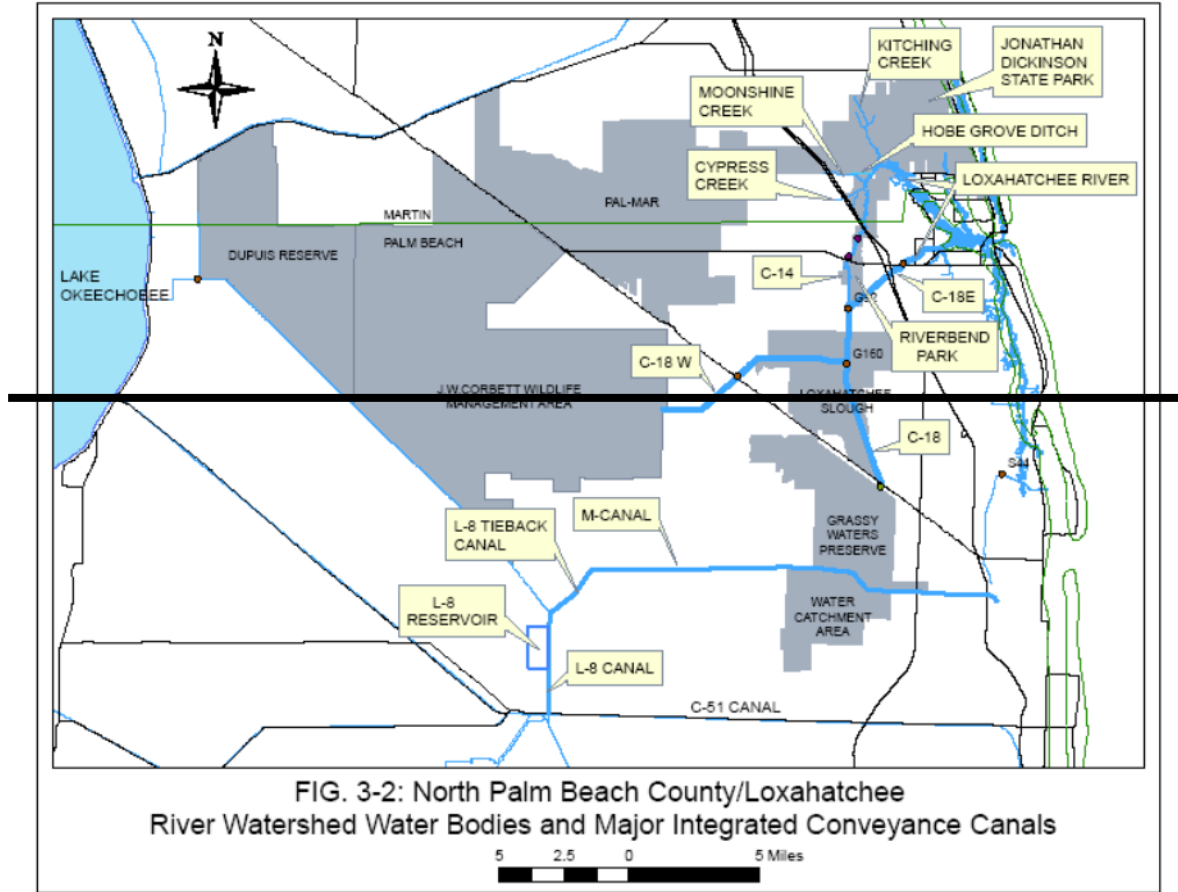 N
KITCHING
CREEK
JONATHAN
DICKINSON
STATE PARK
MOONSHINE
CREEK
HOBE GROVE DITCH
CYPRESS
CREEK
LOXAHATCHEE RIVER
PAL-MAR
MARTIN
PALM BEACH
DUPUIS RESERVE
LAKE
OKEECHOBEE
C-14
C-18E
G92
RIVERBEND
PARK
G160
C-18 W
J.W.CORBETT WILDLIFE
MANAGEMENT AREA
LOXAHATCHEE
SLOUGH
C-18
S44
M-CANAL
L-8 TIEBACK
CANAL
GRASSY
WATERS
PRESERVE
L-8
RESERVOIR
WATER
CATCHMENT
AREA
L-8 CANAL
C-51 CANAL
FIG. 3-2: North Palm Beach County/Loxahatchee
River Watershed Water Bodies and Major Integrated Conveyance Canals
5 2.5 0 5 Miles